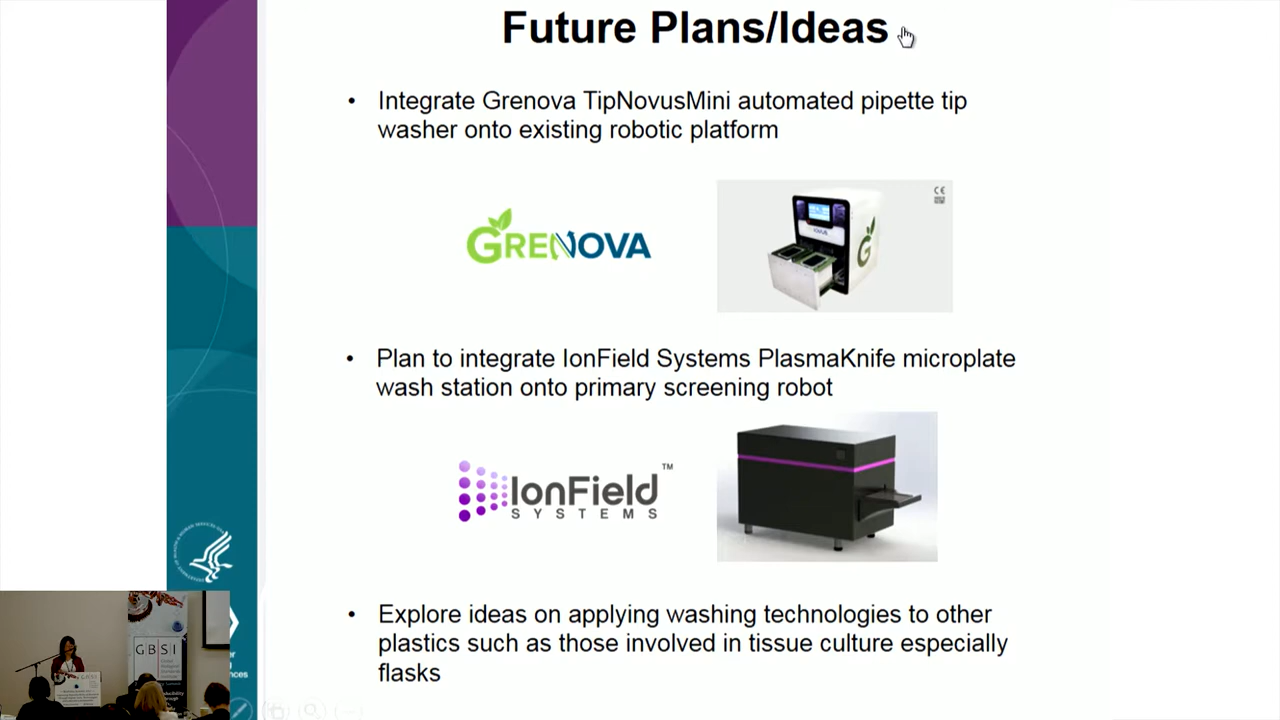 Future Plans/Ideas
• Integrate Grenova TipNovusMini automated pipette tip
washer onto existing robotic platform
GRENOVA
CE
• Plan to integrate IonField Systems PlasmaKnife microplate
wash station onto primary screening robot
IonField™
SYSTEMS
• Explore ideas on applying washing technologies to other
plastics such as those involved in tissue culture especially
flasks
GBSI